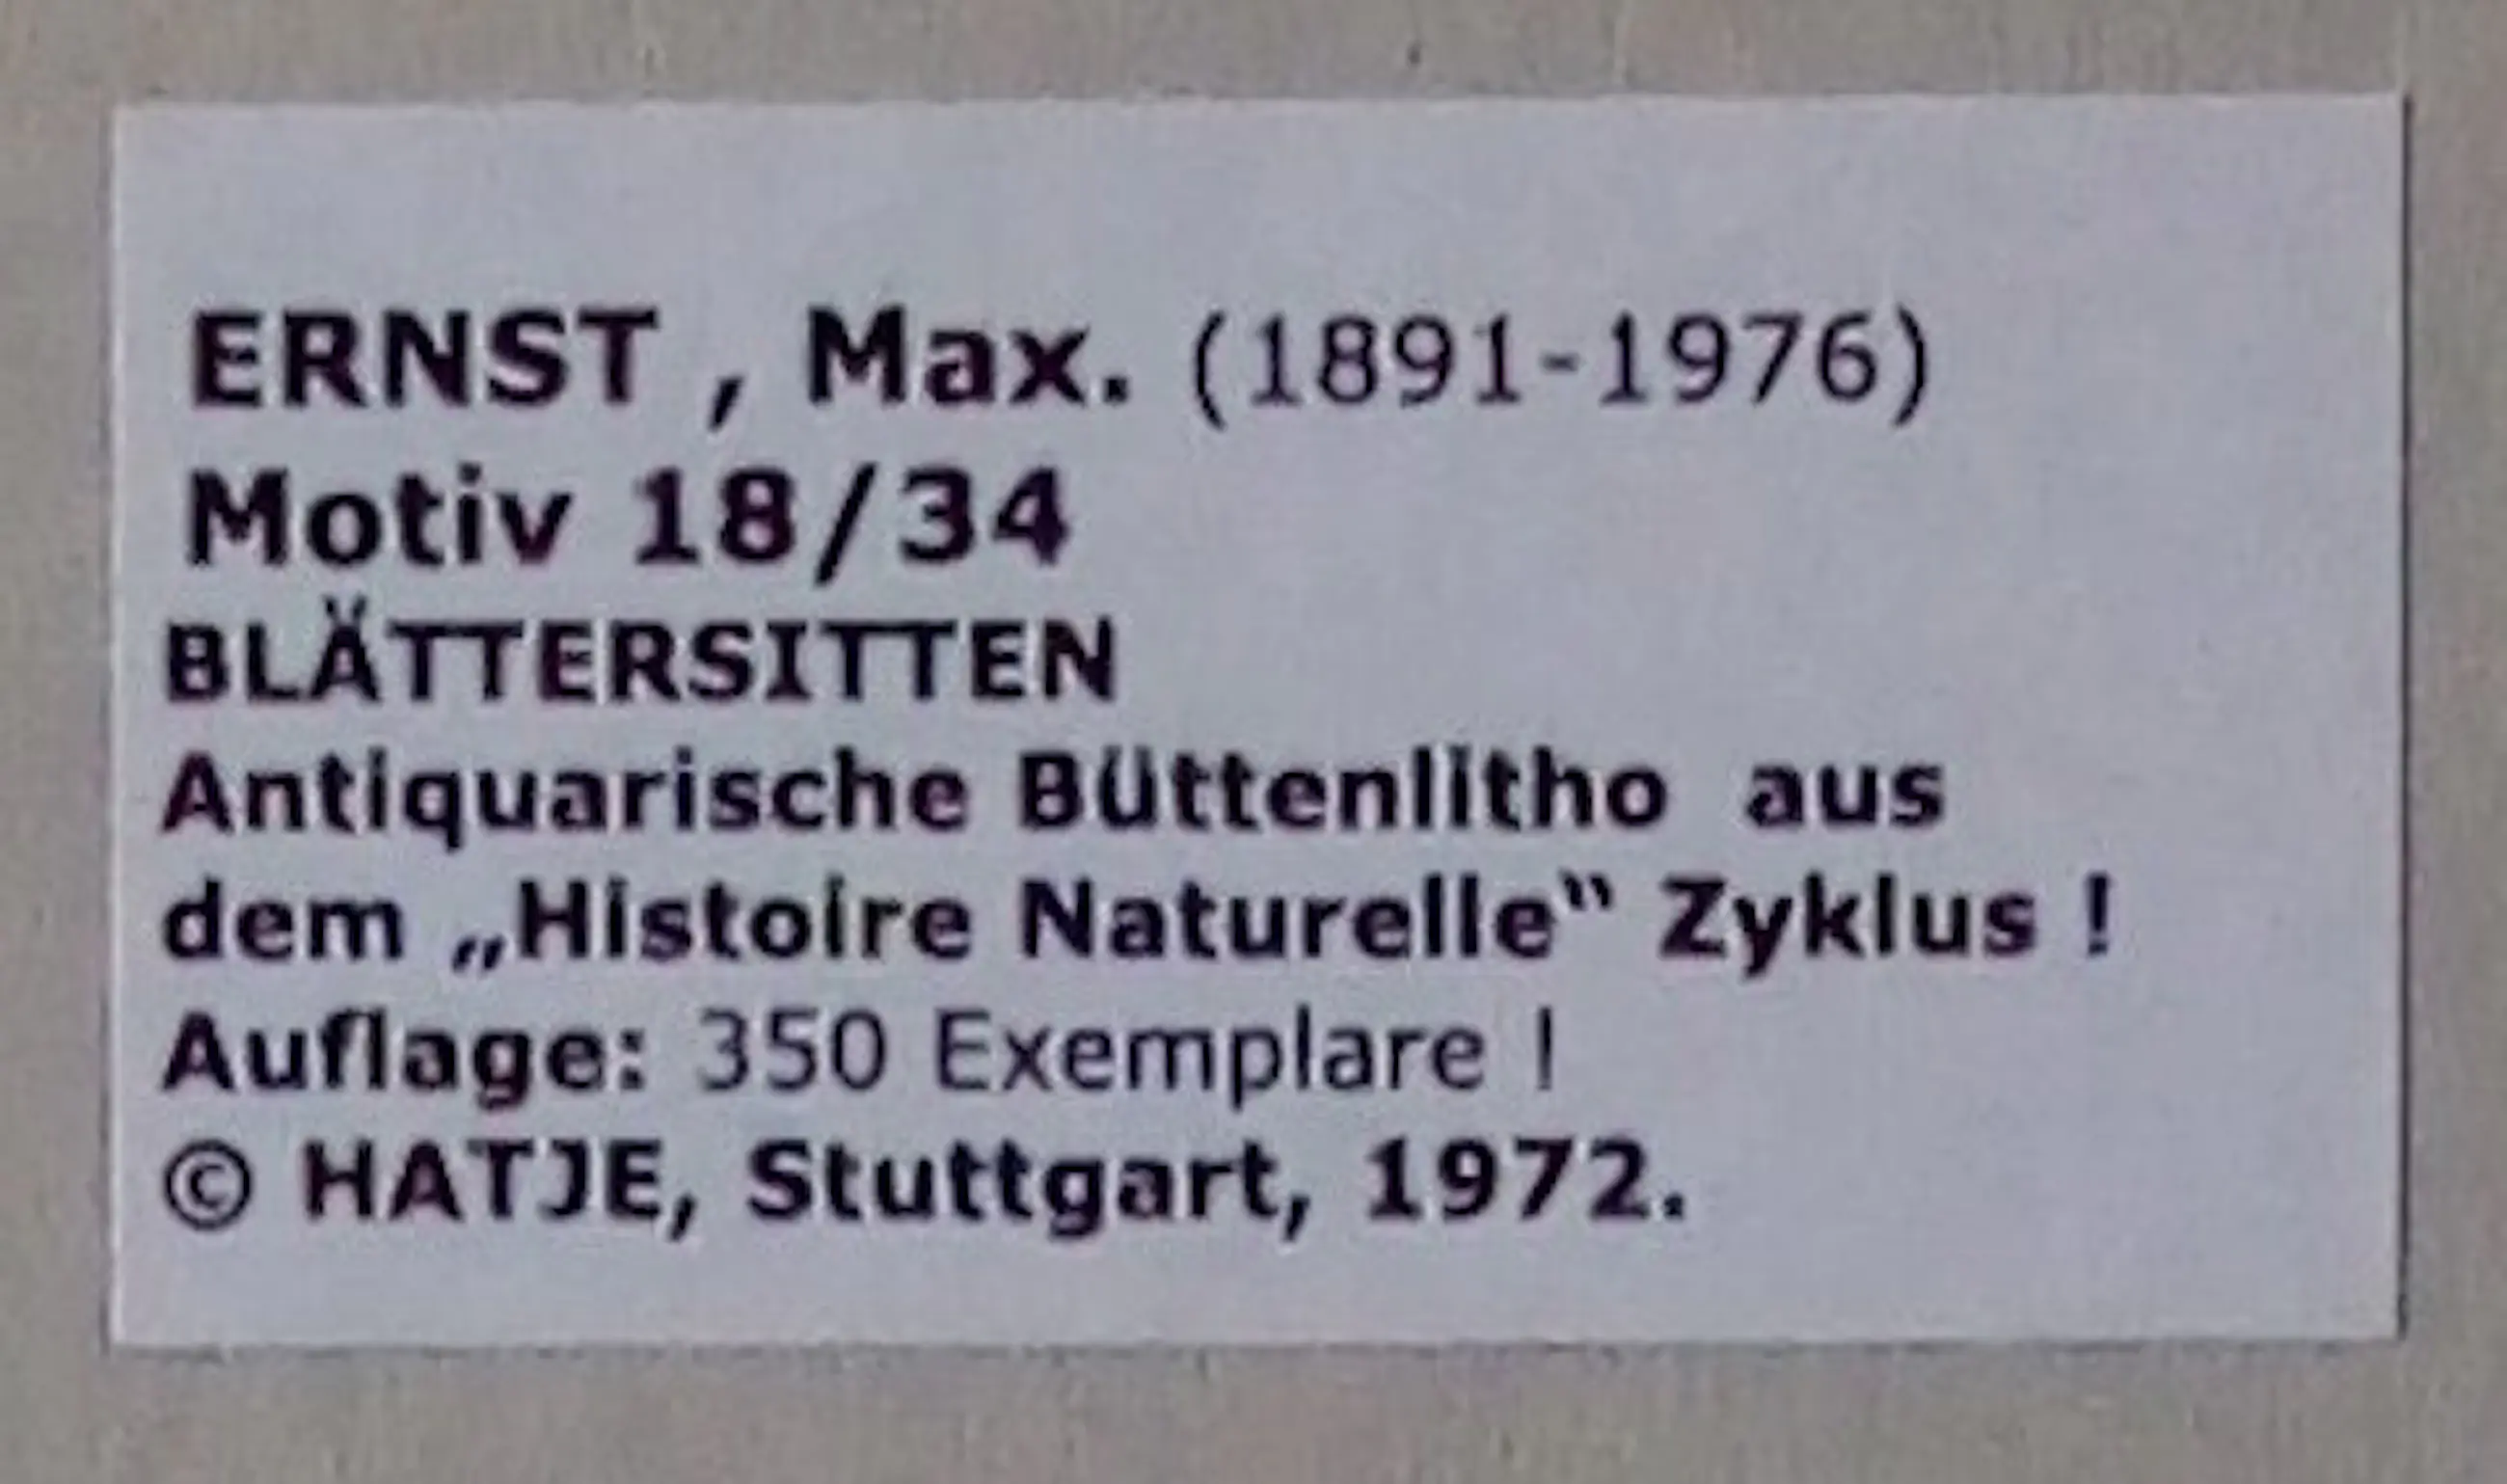 ERNST , Max. (1891-1976)
Motiv 18/34
BLÄTTERSITTEN
Antiquarische Büttenlitho aus
dem „Histoire Naturelle“ Zyklus !
Auflage: 350 Exemplare !
© HATJE, Stuttgart, 1972.